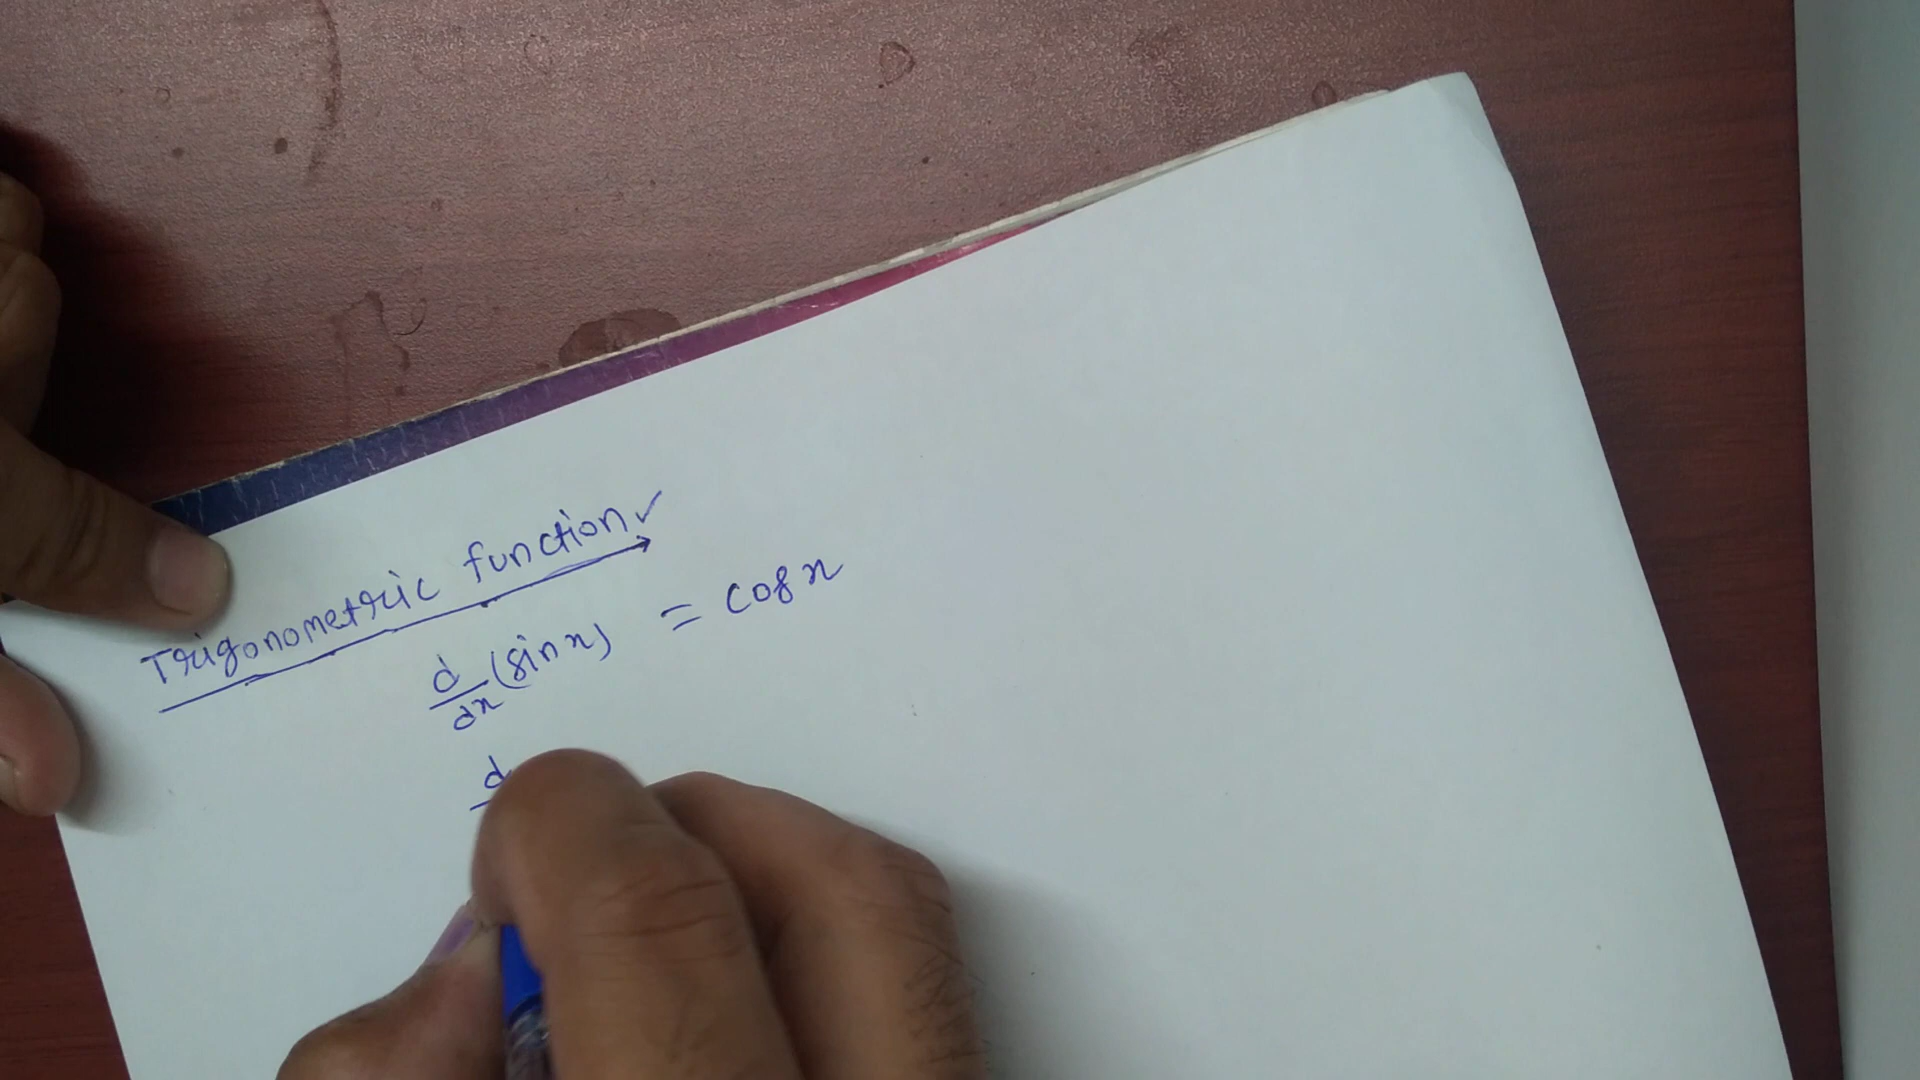 Trigonometric function ✓
d/dx (sin x) = cos x
d